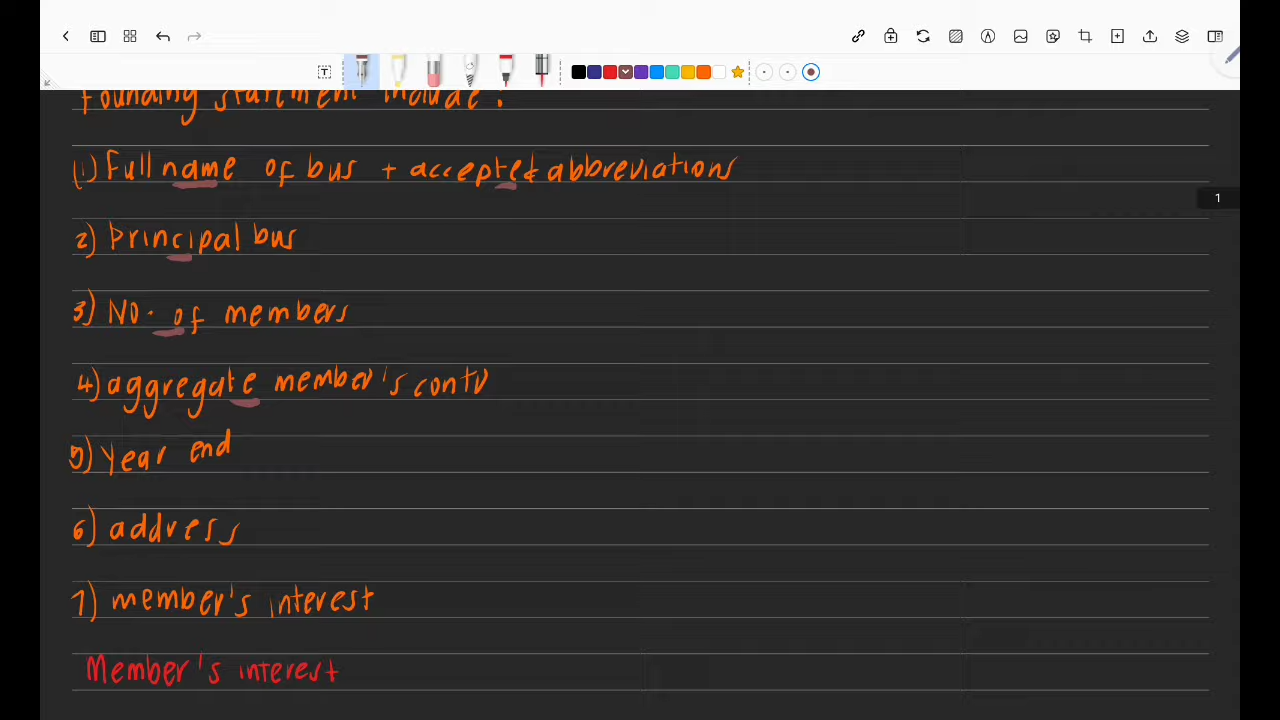 Founding statement include :
(1) Full name of bus + accepted abbreviations
1
2) Principal bus
3) No. of members
4) aggregate member's contr
5) Year end
6) address
7) member's interest
Member's interest